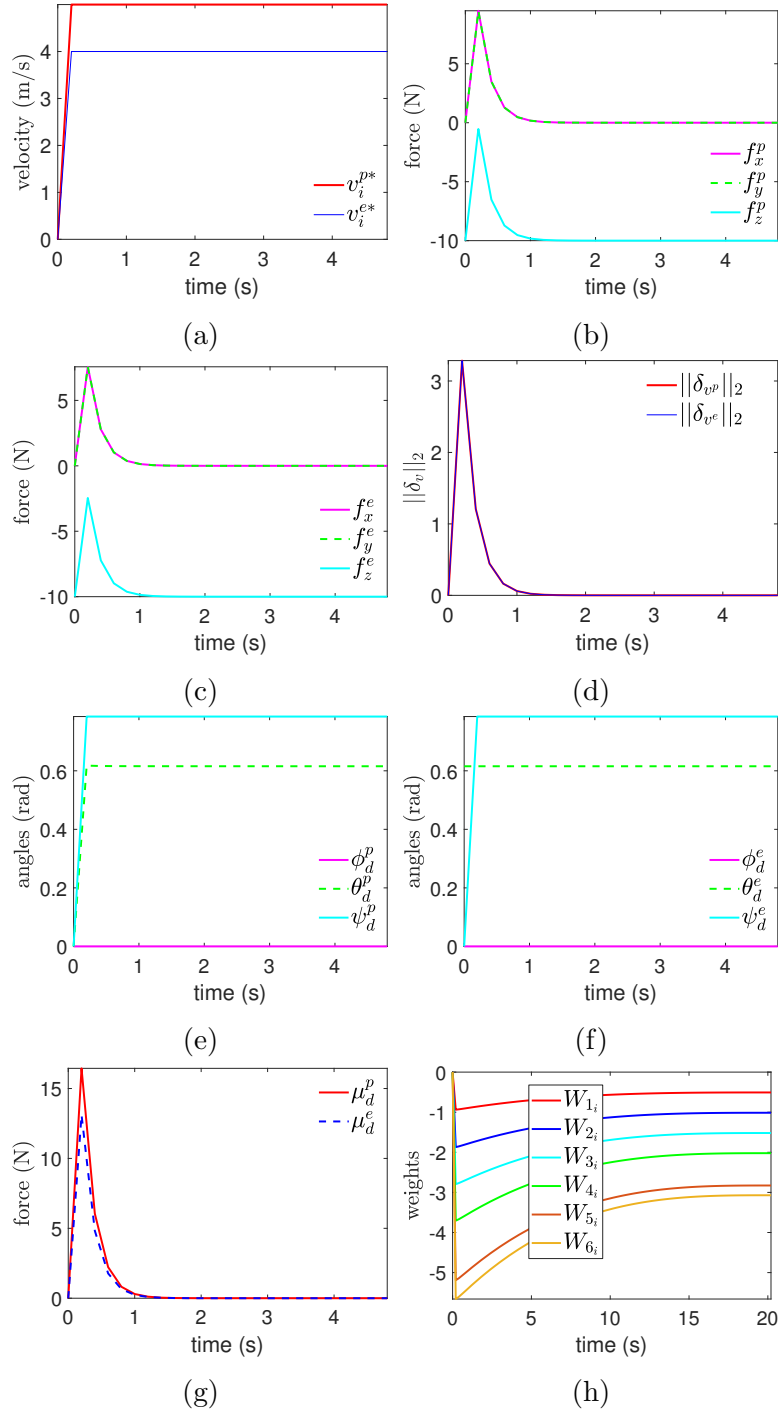 velocity (m/s)
4
3
2
1
0
0 1 2 3 4
time (s)
v_i^{p*}
v_i^{e*}
(a)
force (N)
5
0
-5
-10
0 1 2 3 4
time (s)
f_x^p
f_y^p
f_z^p
(b)
force (N)
5
0
-5
-10
0 1 2 3 4
time (s)
f_x^e
f_y^e
f_z^e
(c)
||δ_v||_2
3
2
1
0
0 1 2 3 4
time (s)
||δ_{v^p}||_2
||δ_{v^e}||_2
(d)
angles (rad)
0.6
0.4
0.2
0
0 1 2 3 4
time (s)
ϕ_d^p
θ_d^p
ψ_d^p
(e)
angles (rad)
0.6
0.4
0.2
0
0 1 2 3 4
time (s)
ϕ_d^e
θ_d^e
ψ_d^e
(f)
force (N)
15
10
5
0
0 1 2 3 4
time (s)
μ_d^p
μ_d^e
(g)
weights
0
-1
-2
-3
-4
-5
0 5 10 15 20
time (s)
W_{1_i}
W_{2_i}
W_{3_i}
W_{4_i}
W_{5_i}
W_{6_i}
(h)